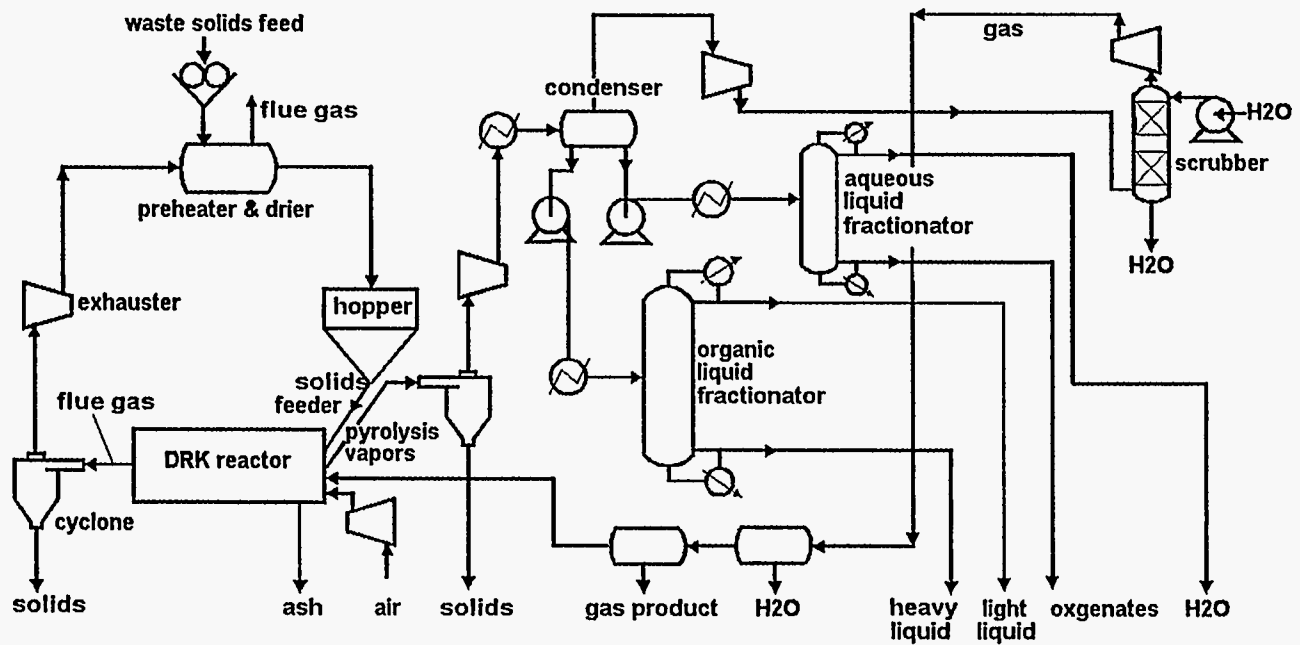 waste solids feed
gas
condenser
flue gas
H2O
scrubber
aqueous
liquid
fractionator
preheater & drier
H2O
exhauster
hopper
organic
liquid
fractionator
solids
feeder
flue gas
pyrolysis
vapors
DRK reactor
cyclone
solids
ash
air
solids
gas product
H2O
heavy
liquid
light
liquid
oxgenates
H2O